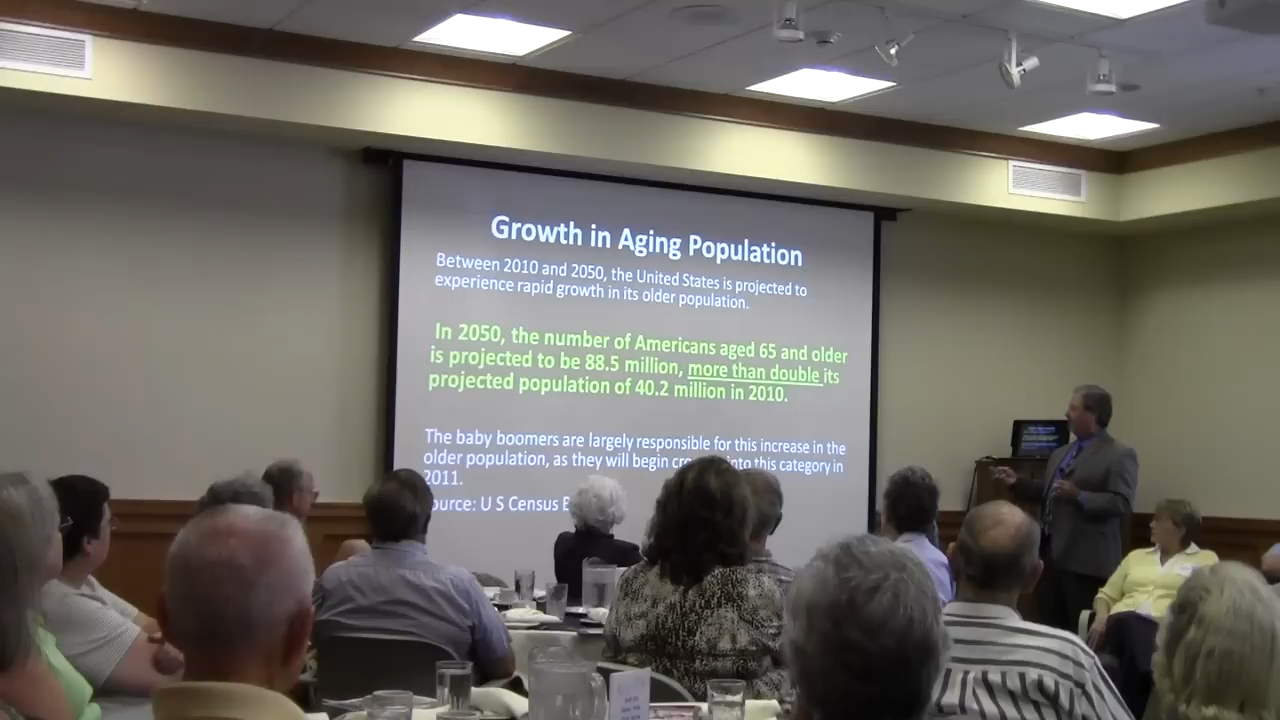 Growth in Aging Population
Between 2010 and 2050, the United States is projected to
experience rapid growth in its older population.
In 2050, the number of Americans aged 65 and older
is projected to be 88.5 million, more than double its
projected population of 40.2 million in 2010.
The baby boomers are largely responsible for this increase in the
older population, as they will begin into this category in
2011.
ource: U S Census